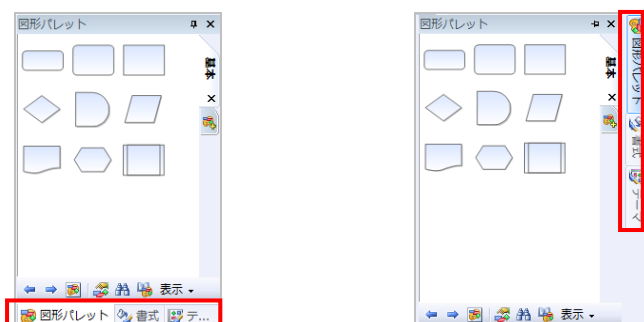 図形パレット
基本
表示
図形パレット 書式 テ...
図形パレット
基本
図形パレット
書式
テーマ
表示